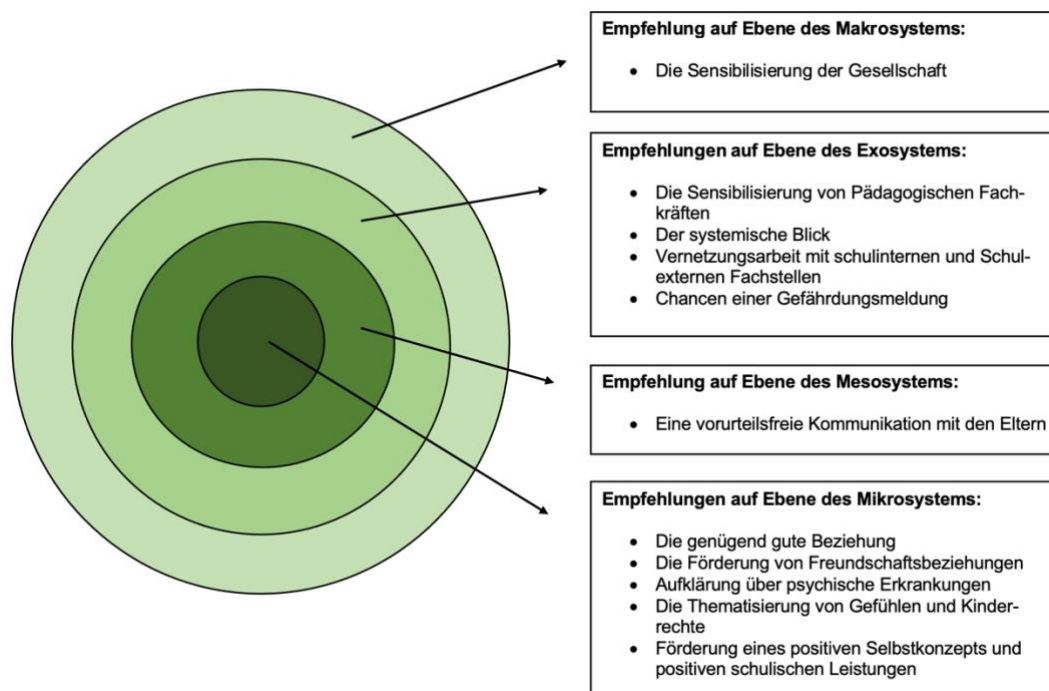 Empfehlung auf Ebene des Makrosystems:
• Die Sensibilisierung der Gesellschaft
Empfehlungen auf Ebene des Exosystems:
• Die Sensibilisierung von Pädagogischen Fach-
kräften
• Der systemische Blick
• Vernetzungsarbeit mit schulinternen und Schul-
externen Fachstellen
• Chancen einer Gefährdungsmeldung
Empfehlung auf Ebene des Mesosystems:
• Eine vorurteilsfreie Kommunikation mit den Eltern
Empfehlungen auf Ebene des Mikrosystems:
• Die genügend gute Beziehung
• Die Förderung von Freundschaftsbeziehungen
• Aufklärung über psychische Erkrankungen
• Die Thematisierung von Gefühlen und Kinder-
rechte
• Förderung eines positiven Selbstkonzepts und
positiven schulischen Leistungen